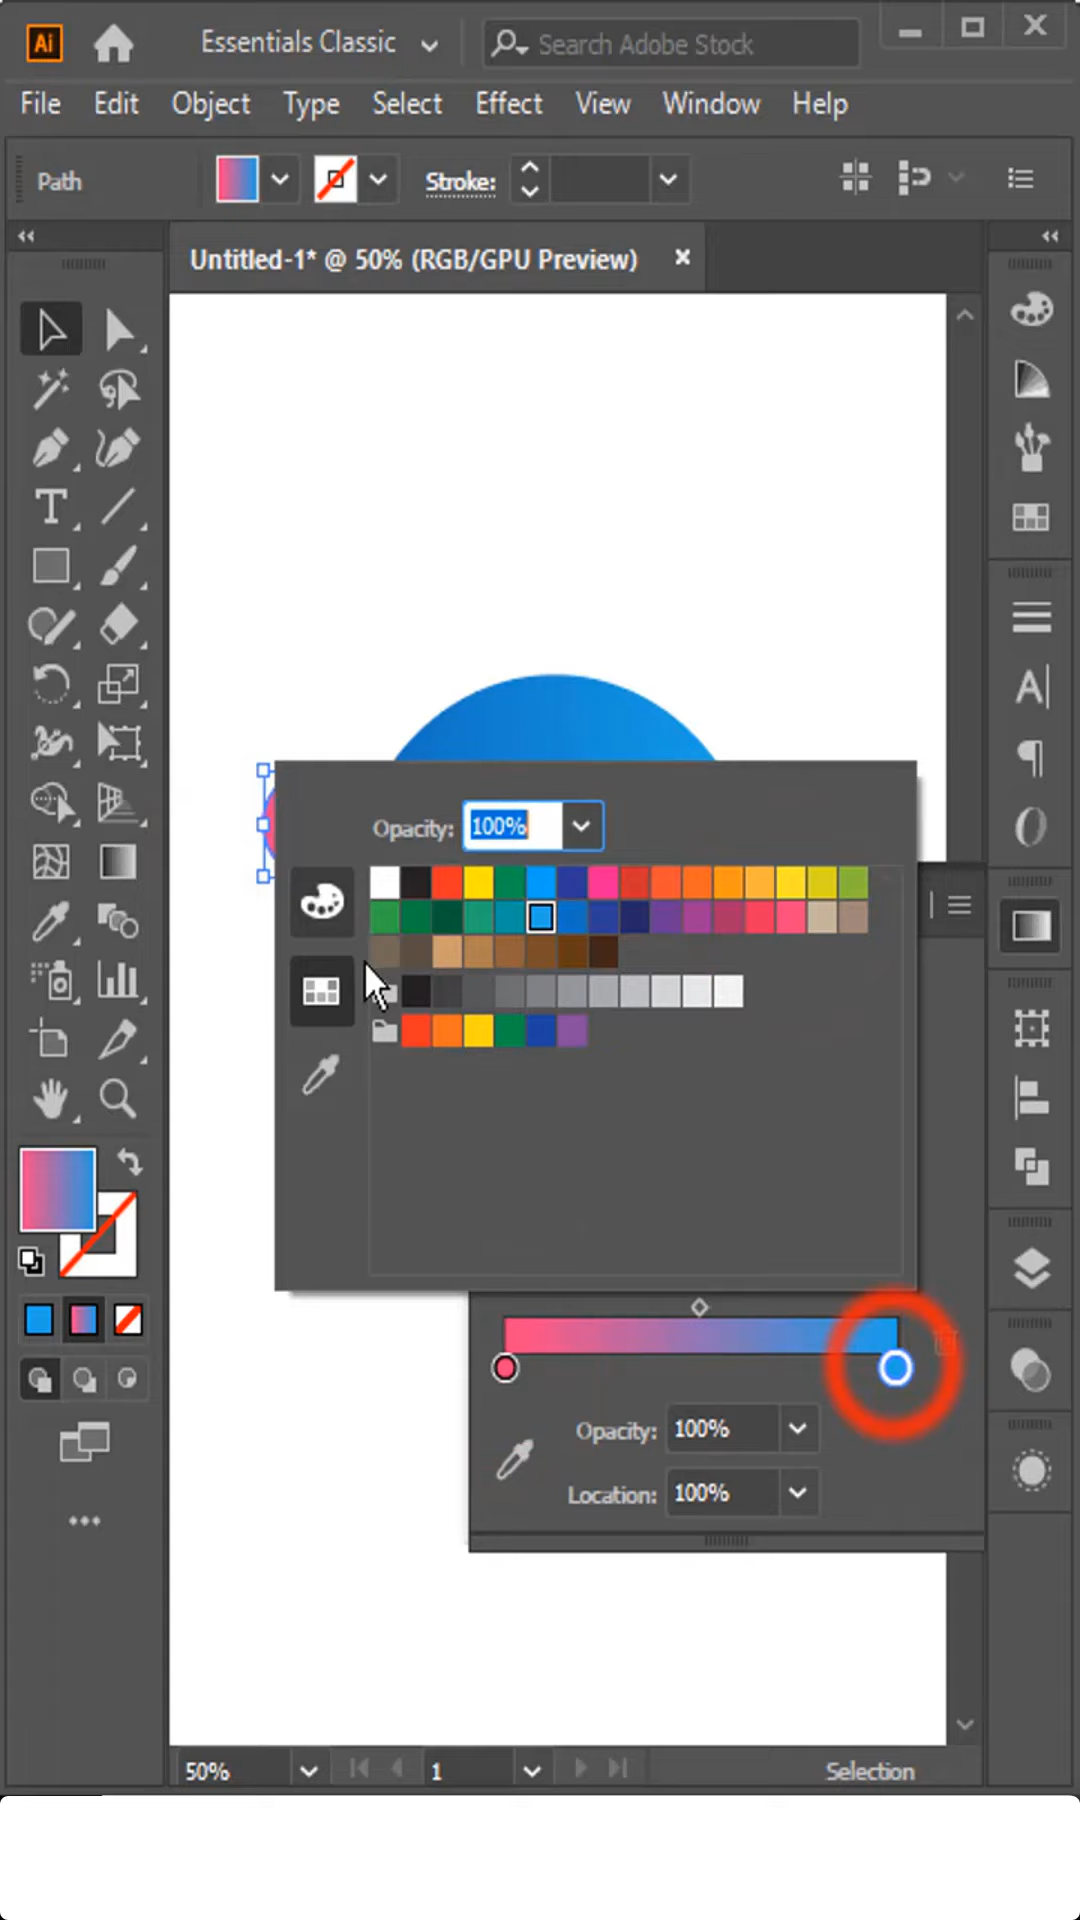 Ai
Essentials Classic
Search Adobe Stock
File Edit Object Type Select Effect View Window Help
Path
Stroke:
Untitled-1* @ 50% (RGB/GPU Preview)
Opacity: 100%
Opacity: 100%
Location: 100%
50%
1
Selection